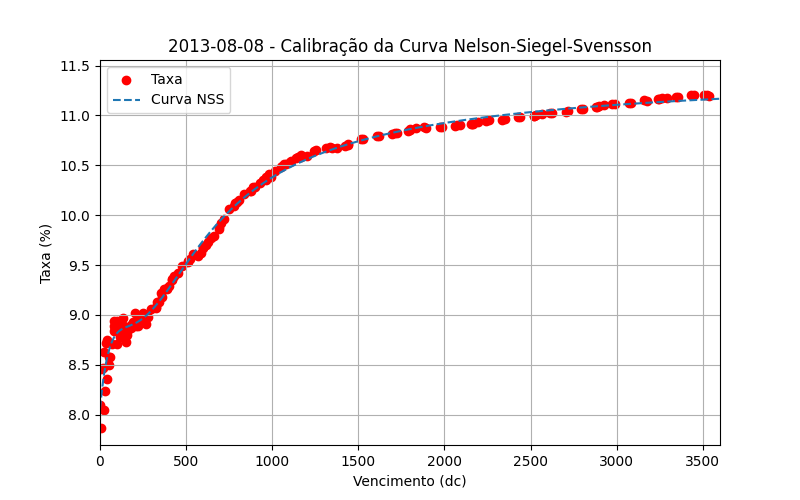 2013-08-08 - Calibração da Curva Nelson-Siegel-Svensson
Taxa
Curva NSS
Taxa (%)
11.5
11.0
10.5
10.0
9.5
9.0
8.5
8.0
0 500 1000 1500 2000 2500 3000 3500
Vencimento (dc)